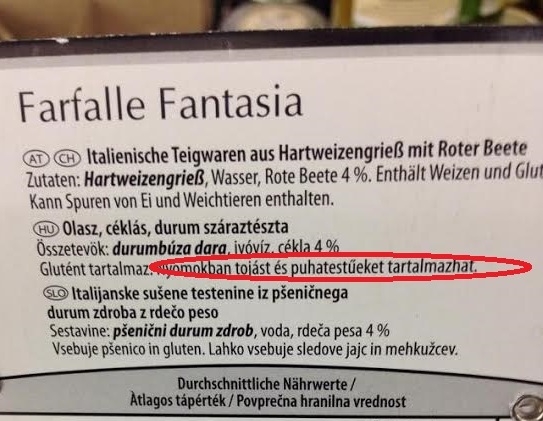 Farfalle Fantasia
AT CH Italienische Teigwaren aus Hartweizengrieß mit Roter Beete
Zutaten: Hartweizengrieß, Wasser, Rote Beete 4 %. Enthält Weizen und Glut
Kann Spuren von Ei und Weichtieren enthalten.
HU Olasz, céklás, durum száraztészta
Összetevök: durumbúza dara, ivóvíz, cékla 4 %
Glutént tartalmaz. Nyomokban tojást és puhatestűeket tartalmazhat.
SLO Italijanske sušene testenine iz pšeničnega
durum zdroba z rdečo peso
Sestavine: pšenični durum zdrob, voda, rdeča pesa 4 %
Vsebuje pšenico in gluten. Lahko vsebuje sledove jajc in mehkužcev.
Durchschnittliche Nährwerte /
Àtlagos tápérték / Povprečna hranilna vrednost